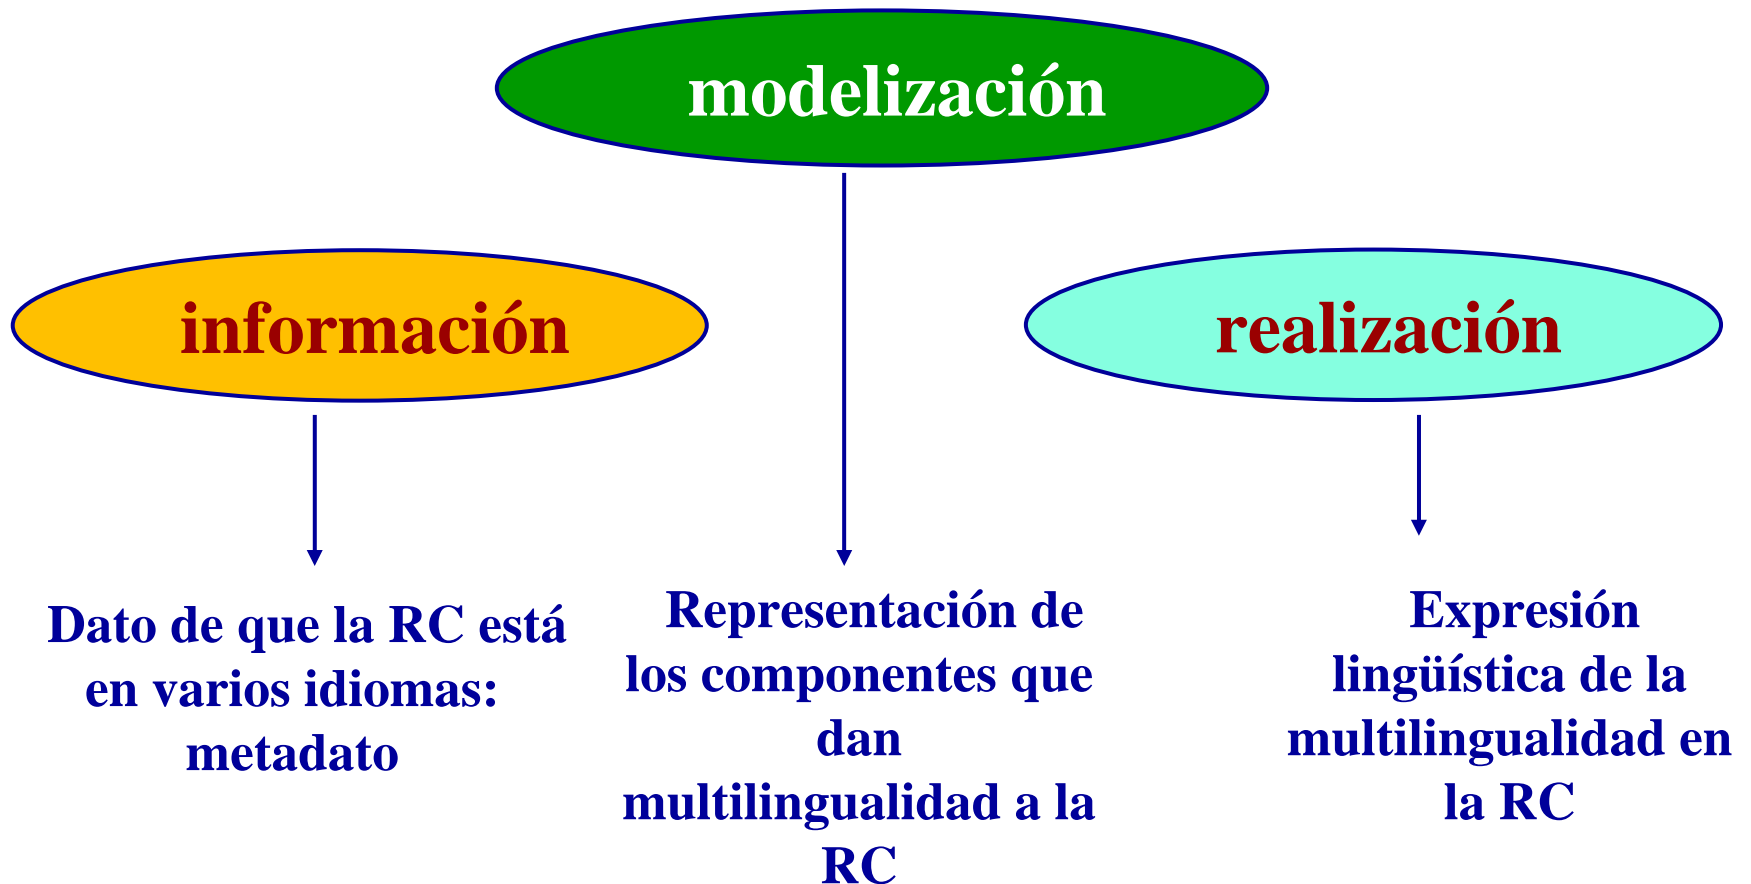 modelización
información
realización
Dato de que la RC está
en varios idiomas:
metadato
Representación de
los componentes que
dan
multilingualidad a la
RC
Expresión
lingüística de la
multilingualidad en
la RC